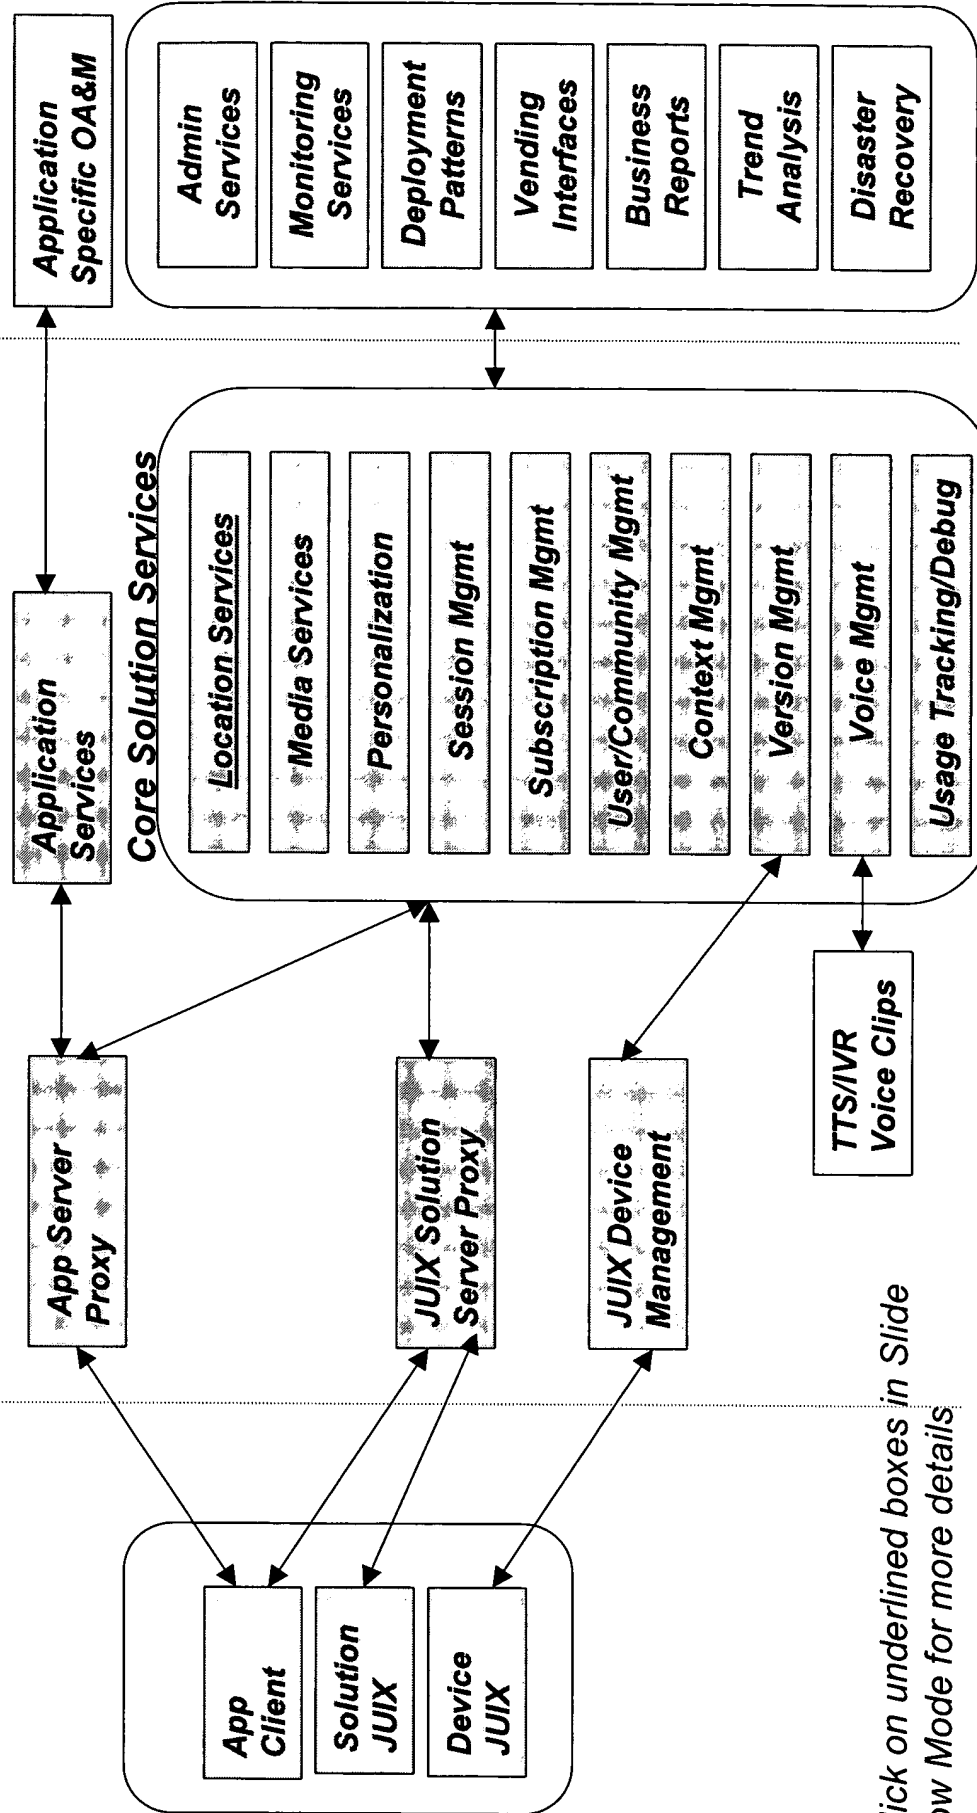 App
Client
Solution
JUIX
Device
JUIX
App Server
Proxy
JUIX Solution
Server Proxy
JUIX Device
Management
TTS/IVR
Voice Clips
Application
Services
Core Solution Services
Location Services
Media Services
Personalization
Session Mgmt
Subscription Mgmt
User/Community Mgmt
Context Mgmt
Version Mgmt
Voice Mgmt
Usage Tracking/Debug
Application
Specific OA&M
Admin
Services
Monitoring
Services
Deployment
Patterns
Vending
Interfaces
Business
Reports
Trend
Analysis
Disaster
Recovery
on underlined boxes in Slide
Mode for more details